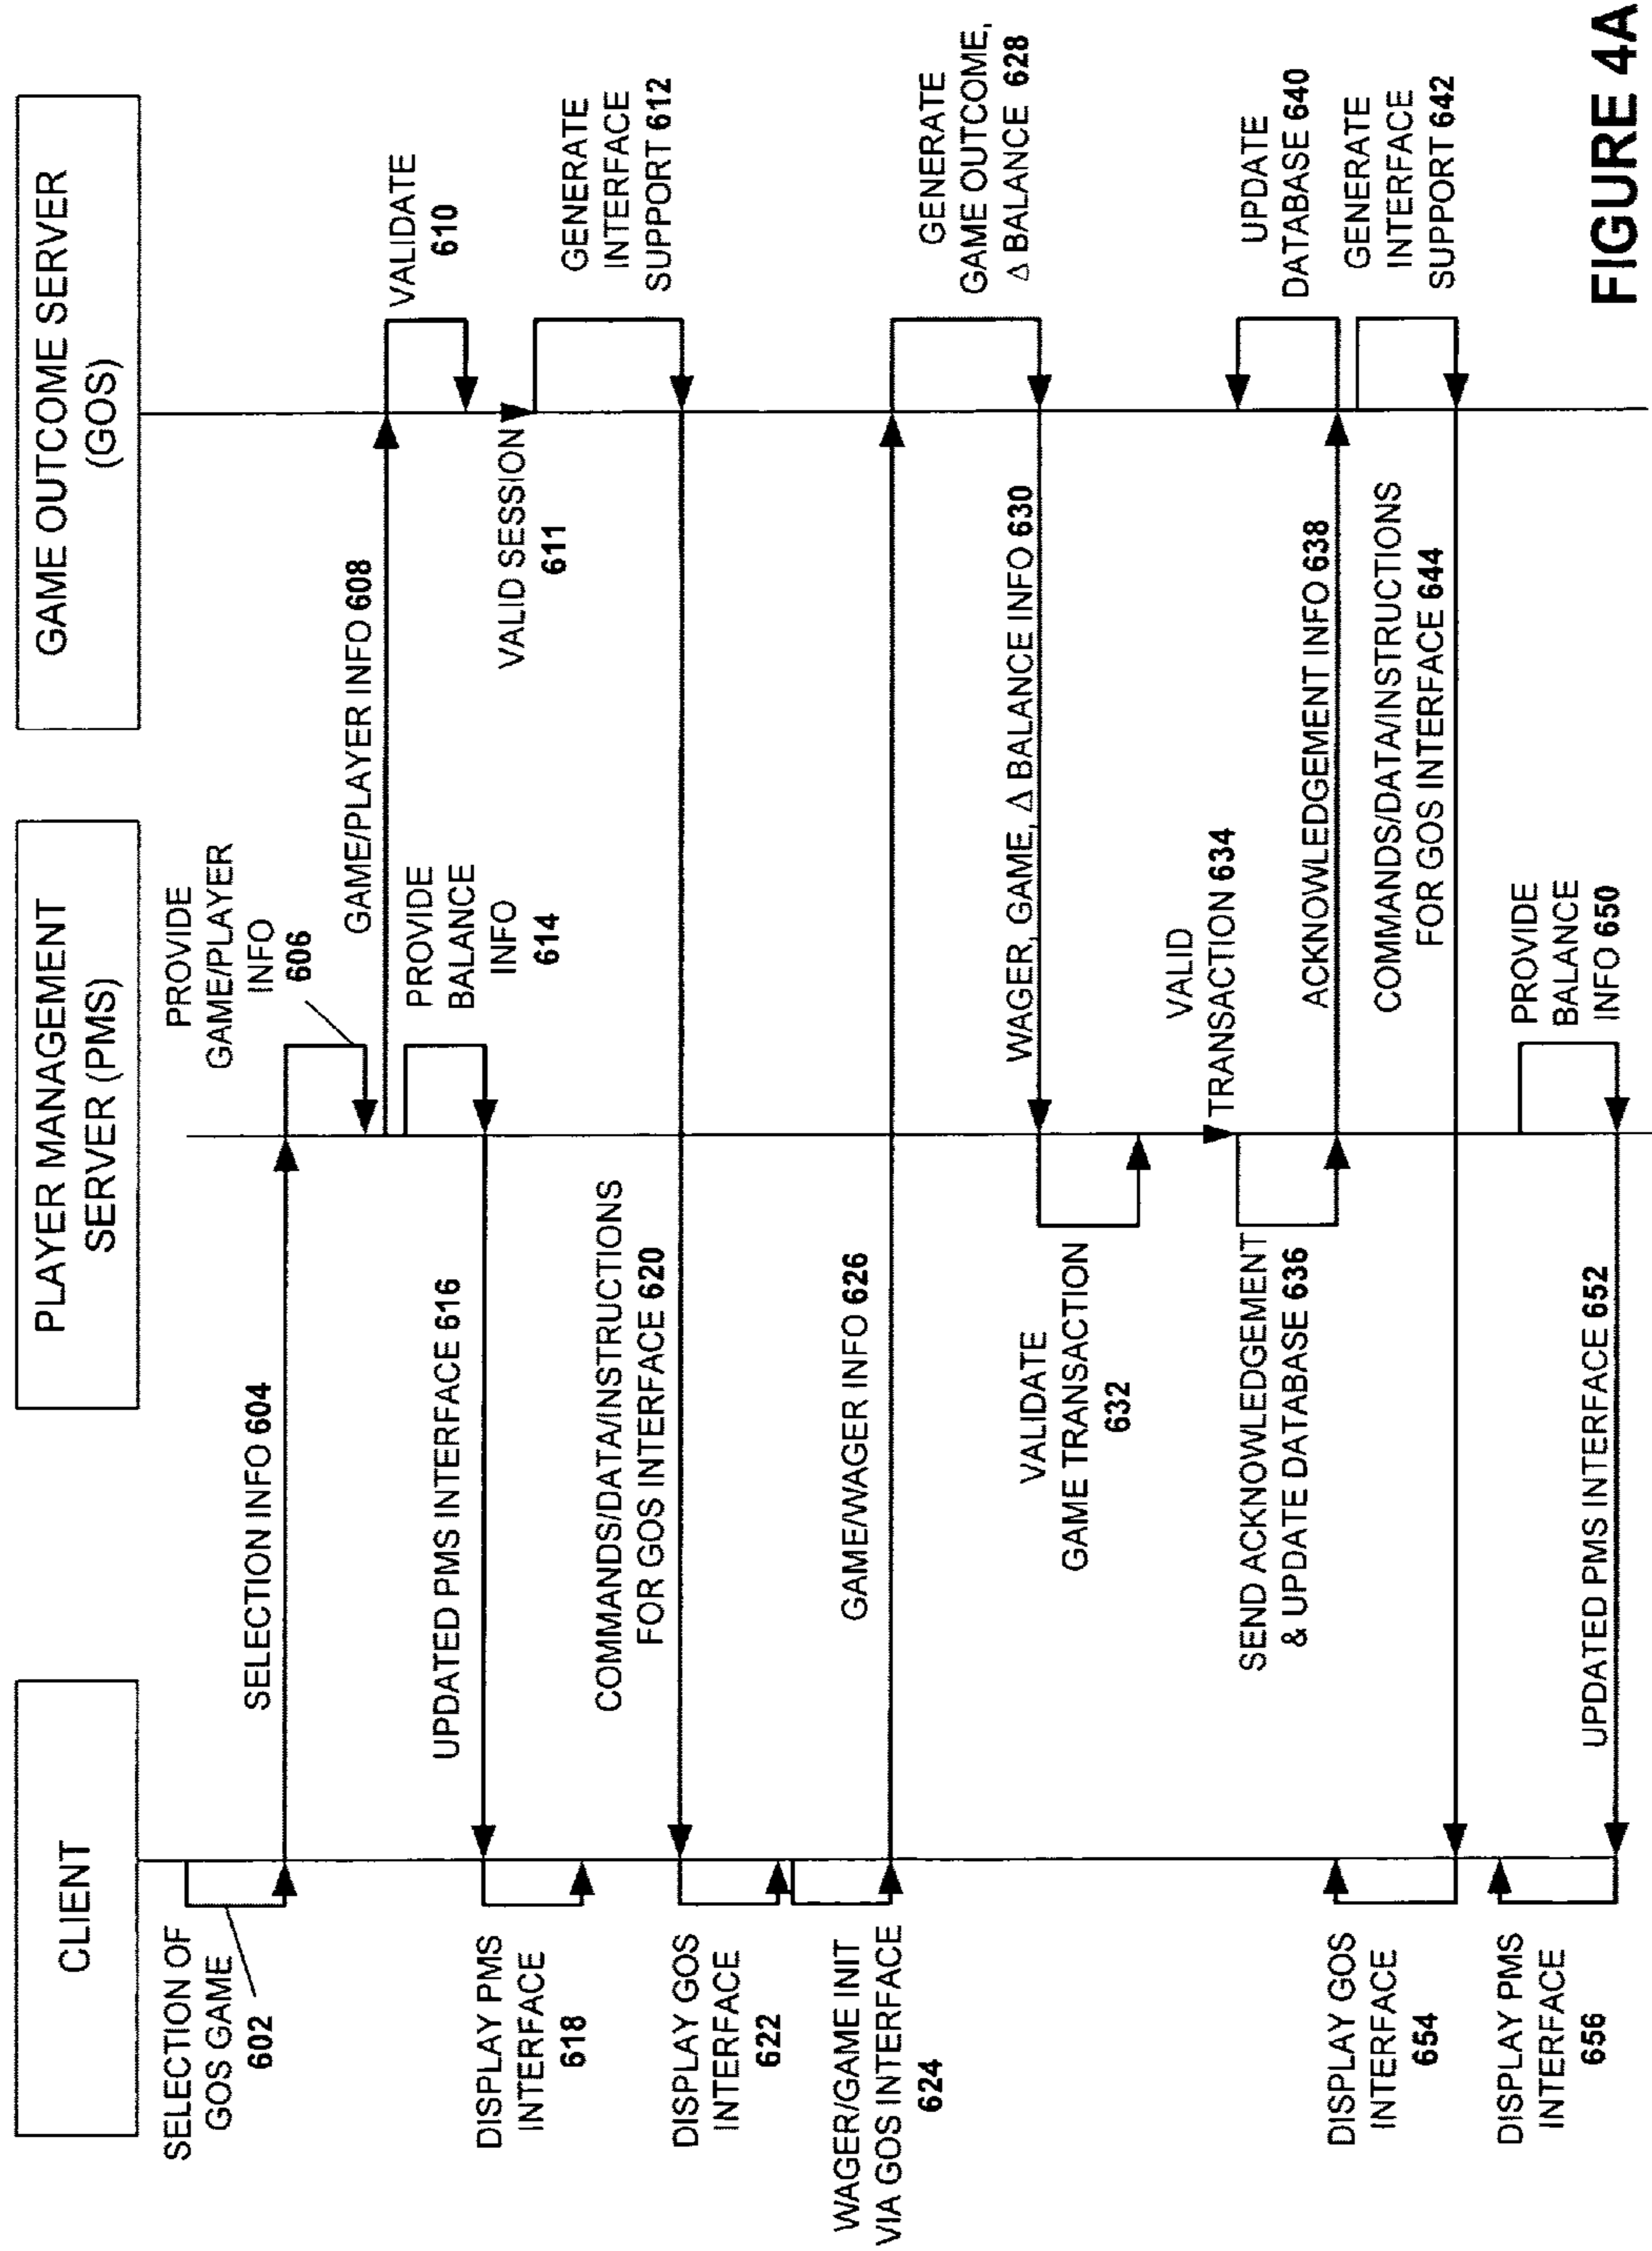 CLIENT
PLAYER MANAGEMENT
SERVER (PMS)
GAME OUTCOME SERVER
(GOS)
SELECTION OF
GOS GAME
602
SELECTION INFO 604
PROVIDE
GAME/PLAYER
INFO
606
GAME/PLAYER INFO 608
VALIDATE
610
VALID SESSION
611
GENERATE
INTERFACE
SUPPORT 612
PROVIDE
BALANCE
INFO
614
UPDATED PMS INTERFACE 616
DISPLAY PMS
INTERFACE
618
COMMANDS/DATA/INSTRUCTIONS
FOR GOS INTERFACE 620
DISPLAY GOS
INTERFACE
622
WAGER/GAME INIT
VIA GOS INTERFACE
624
GAME/WAGER INFO 626
GENERATE
GAME OUTCOME,
Δ BALANCE 628
WAGER, GAME, Δ BALANCE INFO 630
VALIDATE
GAME TRANSACTION
632
VALID
TRANSACTION 634
SEND ACKNOWLEDGEMENT
& UPDATE DATABASE 636
ACKNOWLEDGEMENT INFO 638
UPDATE
DATABASE 640
GENERATE
INTERFACE
SUPPORT 642
COMMANDS/DATA/INSTRUCTIONS
FOR GOS INTERFACE 644
DISPLAY GOS
INTERFACE
654
PROVIDE
BALANCE
INFO 650
UPDATED PMS INTERFACE 652
DISPLAY PMS
INTERFACE
656
FIGURE 4A